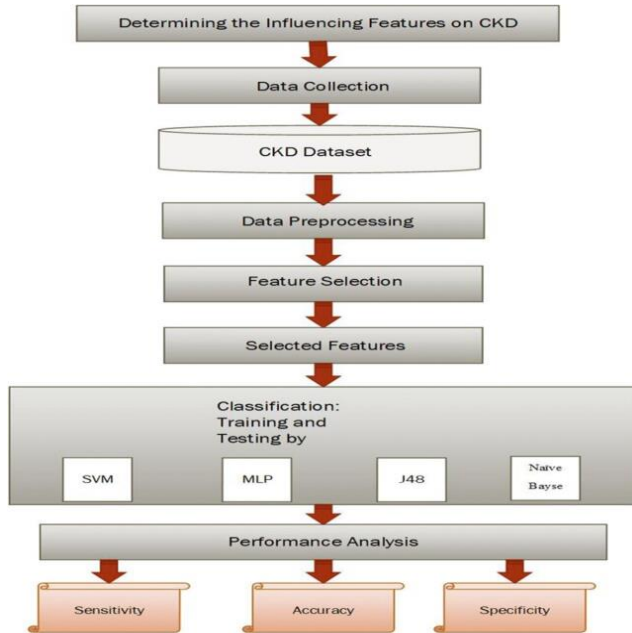 Determining the Influencing Features on CKD
Data Collection
CKD Dataset
Data Preprocessing
Feature Selection
Selected Features
Classification:
Training and
Testing by
SVM
MLP
J48
Naïve
Bayse
Performance Analysis
Sensitivity
Accuracy
Specificity